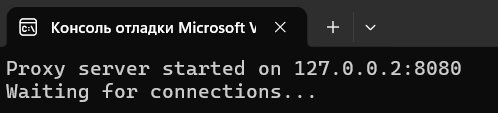 Консоль отладки Microsoft V
Proxy server started on 127.0.0.2:8080
Waiting for connections...